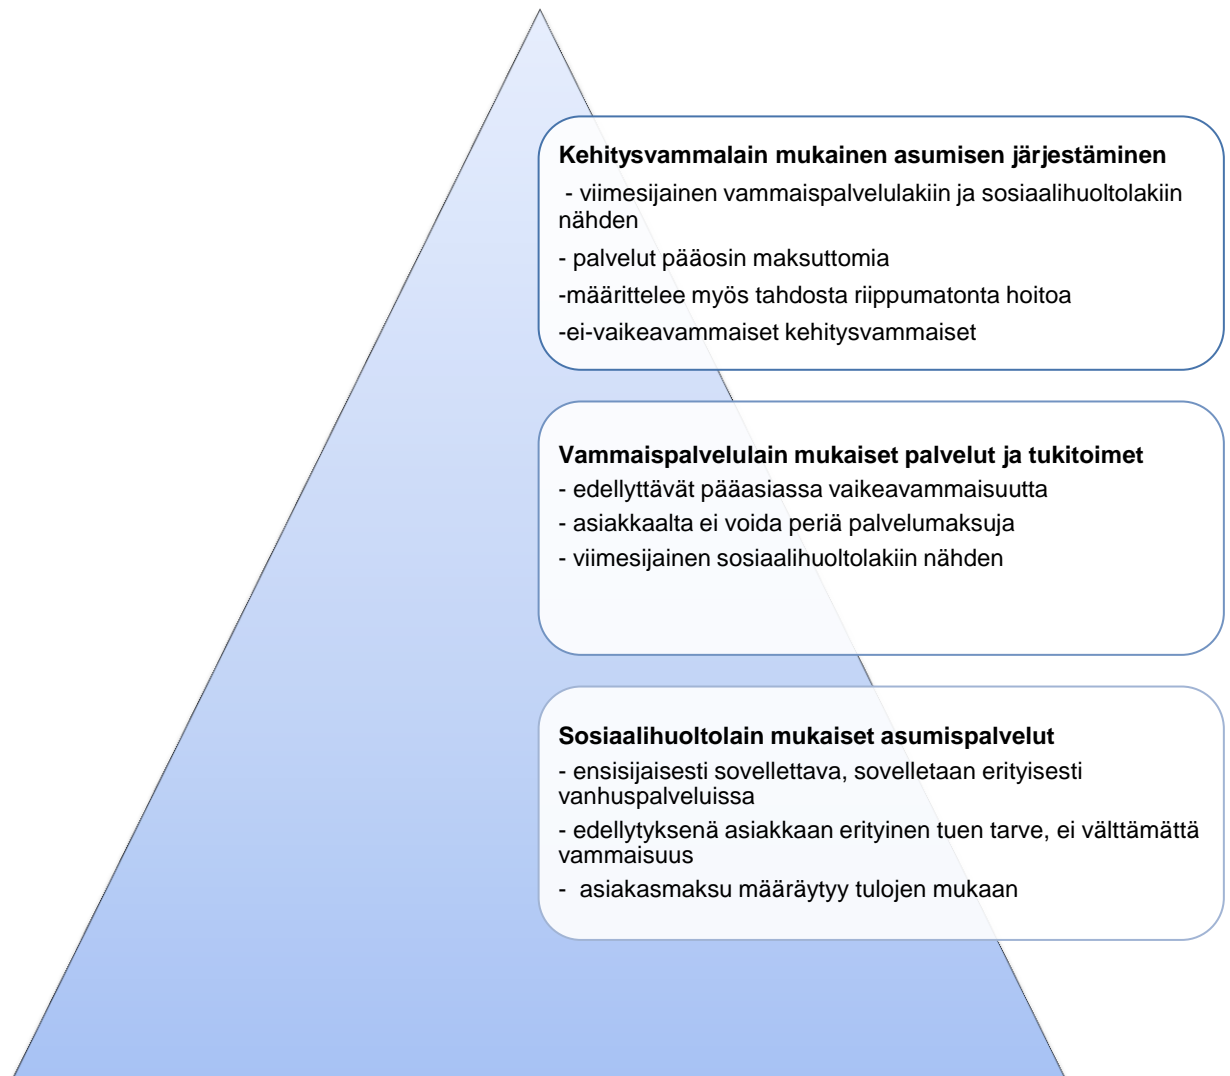 Kehitysvammalain mukainen asumisen järjestäminen
- viimesijainen vammaispalvelulakiin ja sosiaalihuoltolakiin
nähden
- palvelut pääosin maksuttomia
-määrittelee myös tahdosta riippumatonta hoitoa
-ei-vaikeavammaiset kehitysvammaiset
Vammaispalvelulain mukaiset palvelut ja tukitoimet
- edellyttävät pääasiassa vaikeavammaisuutta
- asiakkaalta ei voida periä palvelumaksuja
- viimesijainen sosiaalihuoltolakiin nähden
Sosiaalihuoltolain mukaiset asumispalvelut
- ensisijaisesti sovellettava, sovelletaan erityisesti
vanhuspalveluissa
- edellytyksenä asiakkaan erityinen tuen tarve, ei välttämättä
vammaisuus
- asiakasmaksu määräytyy tulojen mukaan